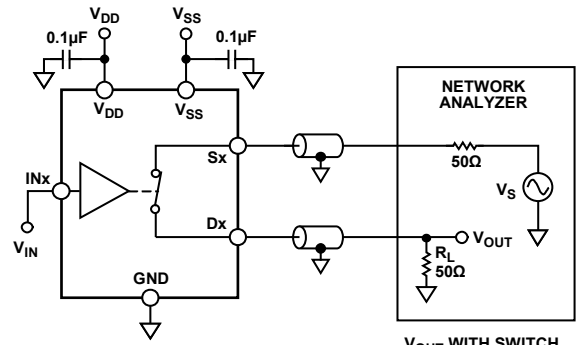 V_DD
V_SS
0.1µF
0.1µF
V_DD
V_SS
NETWORK
ANALYZER
Sx
50Ω
INx
V_S
Dx
V_OUT
V_IN
R_L
50Ω
GND
V_OUT WITH SWITCH